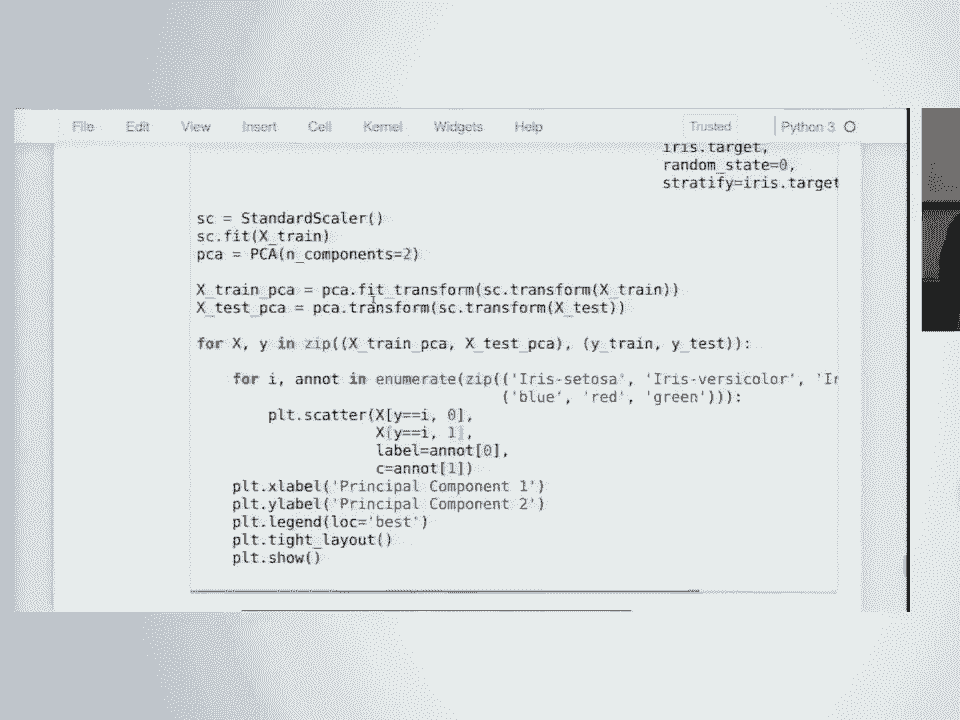 File Edit View Insert Cell Kernel Widgets Help Trusted Python 3
iris.target,
random_state=0,
stratify=iris.target
sc = StandardScaler()
sc.fit(X_train)
pca = PCA(n_components=2)
X_train_pca = pca.fit_transform(sc.transform(X_train))
X_test_pca = pca.transform(sc.transform(X_test))
for X, y in zip((X_train_pca, X_test_pca), (y_train, y_test)):
for i, annot in enumerate(zip(('Iris-setosa', 'Iris-versicolor', 'Ir
('blue', 'red', 'green'))):
plt.scatter(X[y==i, 0],
X[y==i, 1],
label=annot[0],
c=annot[1])
plt.xlabel('Principal Component 1')
plt.ylabel('Principal Component 2')
plt.legend(loc='best')
plt.tight_layout()
plt.show()